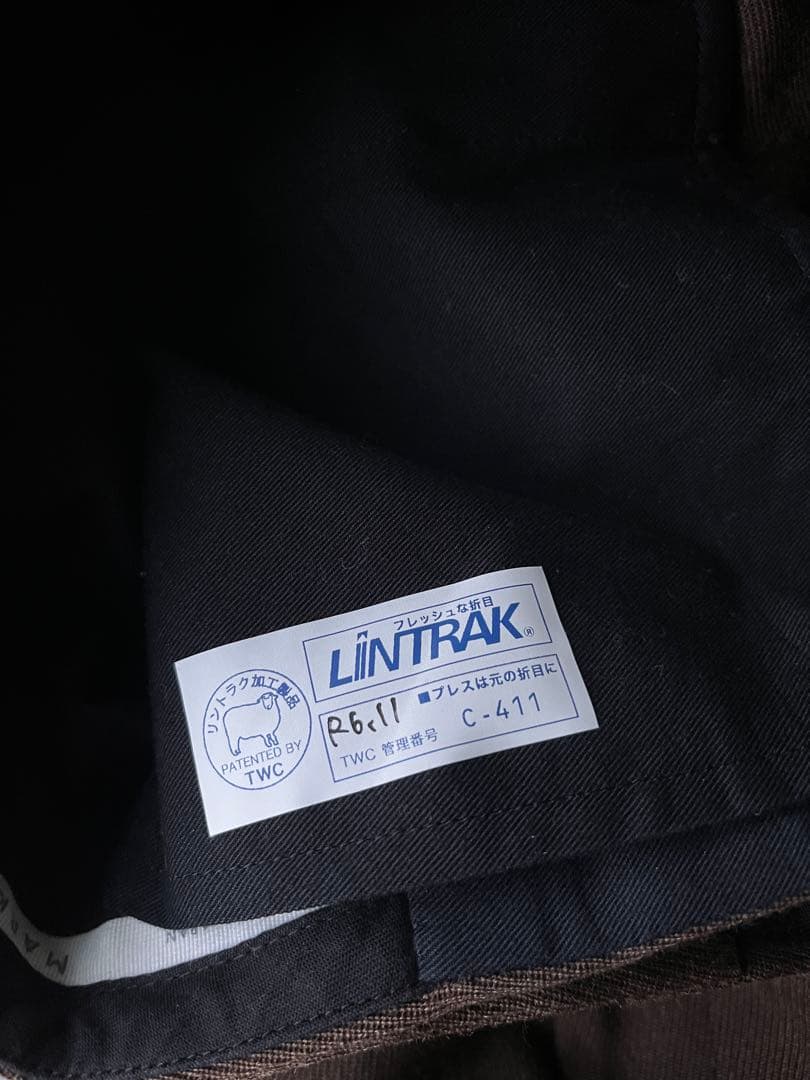 リントラク加工製品
PATENTED BY
TWC
フレッシュな折目
LINTRAK®
R6.11
■プレスは元の折目に
TWC 管理番号 C-411